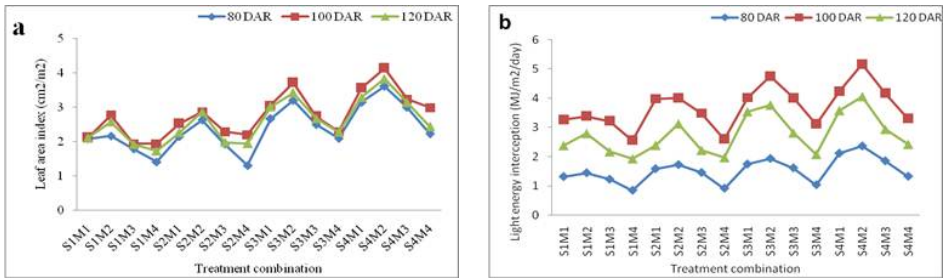 a
80 DAR 100 DAR 120 DAR
Leaf area index (cm2/m2)
5
4
3
2
1
0
S1M1 S1M2 S1M3 S1M4 S2M1 S2M2 S2M3 S2M4 S3M1 S3M2 S3M3 S3M4 S4M1 S4M2 S4M3 S4M4
Treatment combination
b
80 DAR 100 DAR 120 DAR
Light energy interception (MJ/m2/day)
6
5
4
3
2
1
0
S1M1 S1M2 S1M3 S1M4 S2M1 S2M2 S3M3 S2M4 S3M1 S3M2 S3M3 S3M4 S4M1 S4M2 S4M3 S4M4
Treatment combination